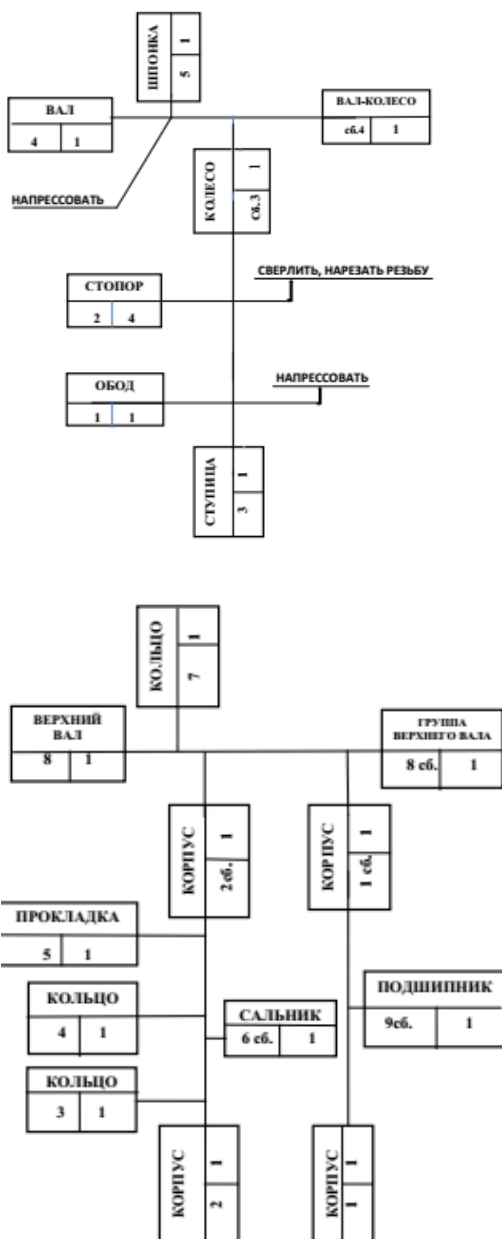 ШПОНКА
5 1
ВАЛ
4 1
ВАЛ-КОЛЕСО
сб.4 1
НАПРЕССОВАТЬ
КОЛЕСО
Сб.3 1
СВЕРЛИТЬ, НАРЕЗАТЬ РЕЗЬБУ
СТОПОР
2 4
НАПРЕССОВАТЬ
ОБОД
1 1
СТУПИЦА
3 1
КОЛЬЦО
7 1
ВЕРХНИЙ
ВАЛ
8 1
ГРУППА
ВЕРХНЕГО ВАЛА
8 сб. 1
КОРПУС
2сб. 1
КОРПУС
1 сб. 1
ПРОКЛАДКА
5 1
КОЛЬЦО
4 1
САЛЬНИК
6 сб. 1
ПОДШИПНИК
9сб. 1
КОЛЬЦО
3 1
КОРПУС
2 1
КОРПУС
1 1